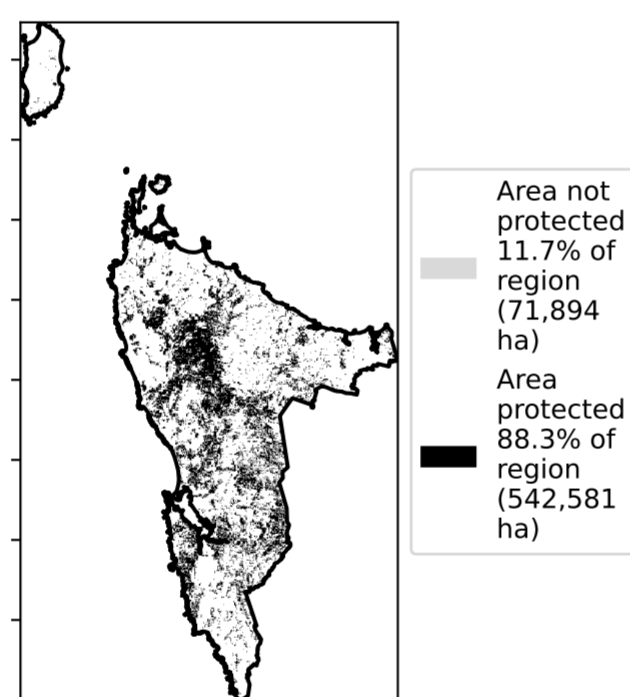 Area not
protected
11.7% of
region
(71,894
ha)
Area
protected
88.3% of
region
(542,581
ha)